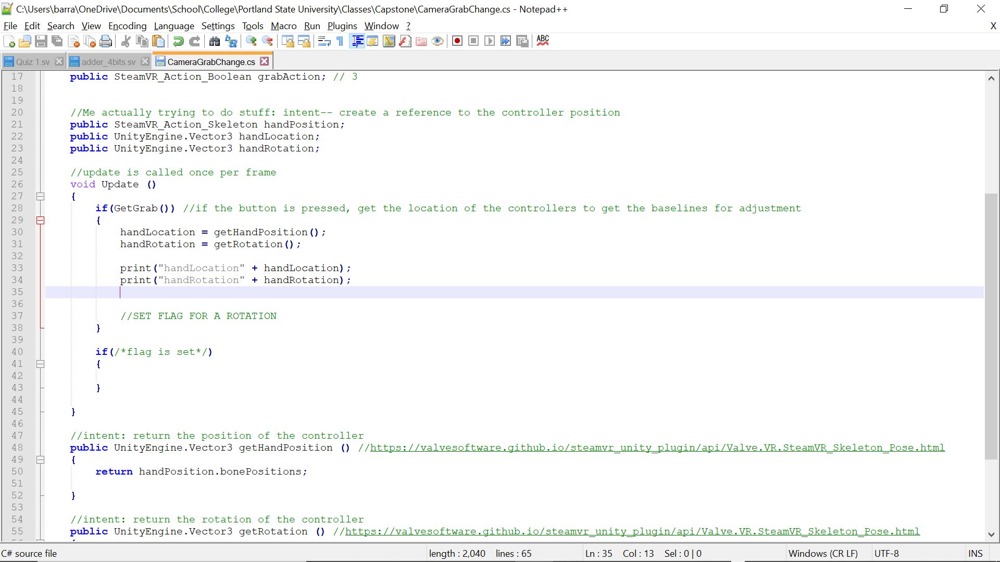 C:\Users\barra\OneDrive\Documents\School\College\Portland State University\Classes\Capstone\CameraGrabChange.cs - Notepad++
File Edit Search View Encoding Language Settings Tools Macro Run Plugins Window ? X
ABC
Quiz 1.sv adder_4bits.sv CameraGrabChange.cs
17 public SteamVR_Action_Boolean grabAction; // 3
18
19
20 //Me actually trying to do stuff: intent-- create a reference to the controller position
21 public SteamVR_Action_Skeleton handPosition;
22 public UnityEngine.Vector3 handLocation;
23 public UnityEngine.Vector3 handRotation;
24
25 //update is called once per frame
26 void Update ()
27 {
28 if(GetGrab()) //if the button is pressed, get the location of the controllers to get the baselines for adjustment
29 {
30 handLocation = getHandPosition();
31 handRotation = getRotation();
32
33 print("handLocation" + handLocation);
34 print("handRotation" + handRotation);
35
36
37 //SET FLAG FOR A ROTATION
38 }
39
40 if(/*flag is set*/)
41 {
42
43 }
44
45 }
46
47 //intent: return the position of the controller
48 public UnityEngine.Vector3 getHandPosition () //https://valvesoftware.github.io/steamvr_unity_plugin/api/Valve.VR.SteamVR_Skeleton_Pose.html
49 {
50 return handPosition.bonePositions;
51
52 }
53
54 //intent: return the rotation of the controller
55 public UnityEngine.Vector3 getRotation () //https://valvesoftware.github.io/steamvr_unity_plugin/api/Valve.VR.SteamVR_Skeleton_Pose.html
C# source file length : 2,040 lines : 65 Ln : 35 Col : 13 Sel : 0 | 0 Windows (CR LF) UTF-8 INS